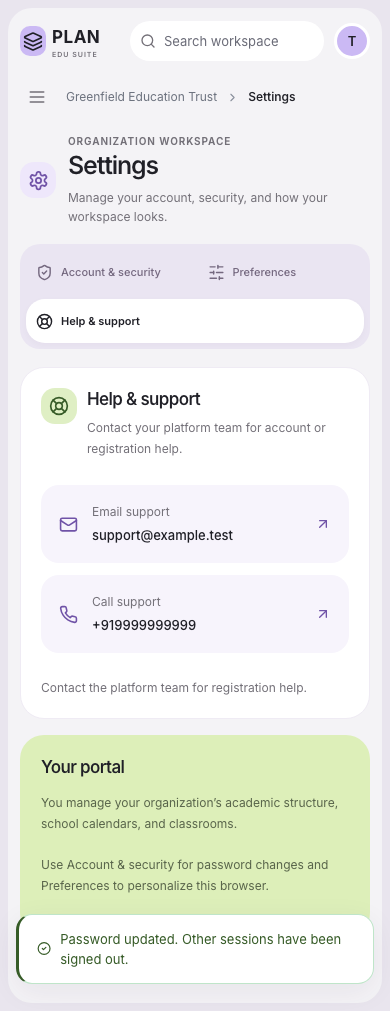 PLAN
EDU SUITE
Search workspace
T
Greenfield Education Trust > Settings
ORGANIZATION WORKSPACE
Settings
Manage your account, security, and how your
workspace looks.
Account & security
Preferences
Help & support
Help & support
Contact your platform team for account or
registration help.
Email support
support@example.test
Call support
+919999999999
Contact the platform team for registration help.
Your portal
You manage your organization’s academic structure,
school calendars, and classrooms.
Use Account & security for password changes and
Preferences to personalize this browser.
Password updated. Other sessions have been
signed out.